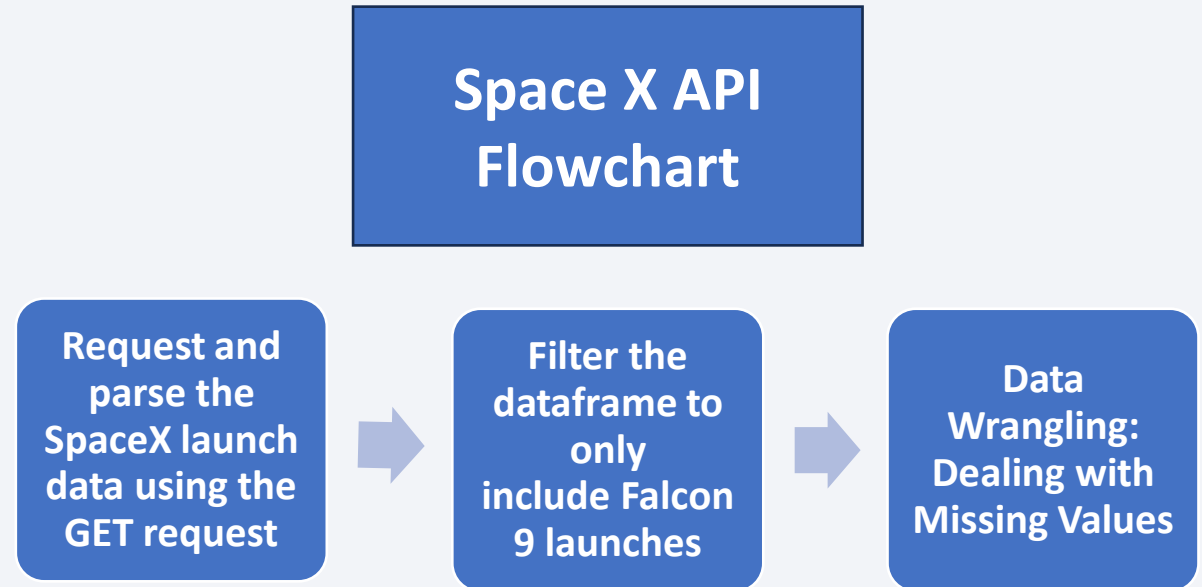 Space X API
Flowchart
Request and
parse the
SpaceX launch
data using the
GET request
Filter the
dataframe to
only
include Falcon
9 launches
Data
Wrangling:
Dealing with
Missing Values